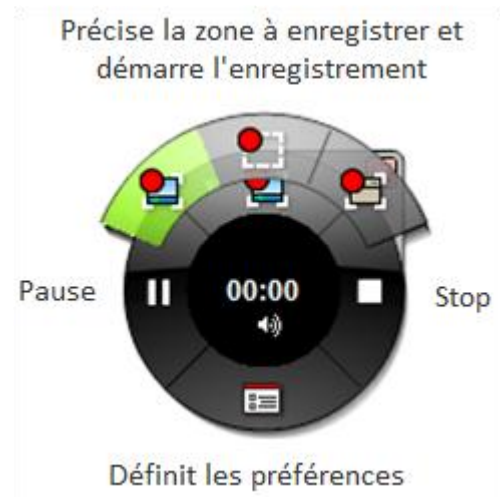 Précise la zone à enregistrer et
démarre l'enregistrement
Pause
00:00
Stop
Définit les préférences